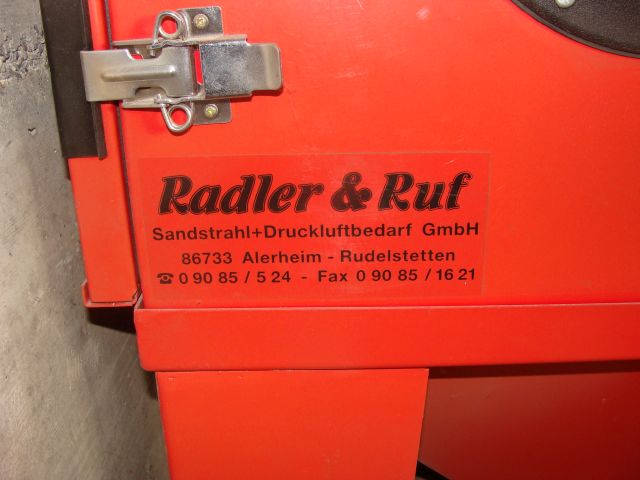 Radler & Ruf
Sandstrahl+Druckluftbedarf GmbH
86733 Alerheim - Rudelstetten
☎ 0 90 85 / 5 24 - Fax 0 90 85 / 16 21